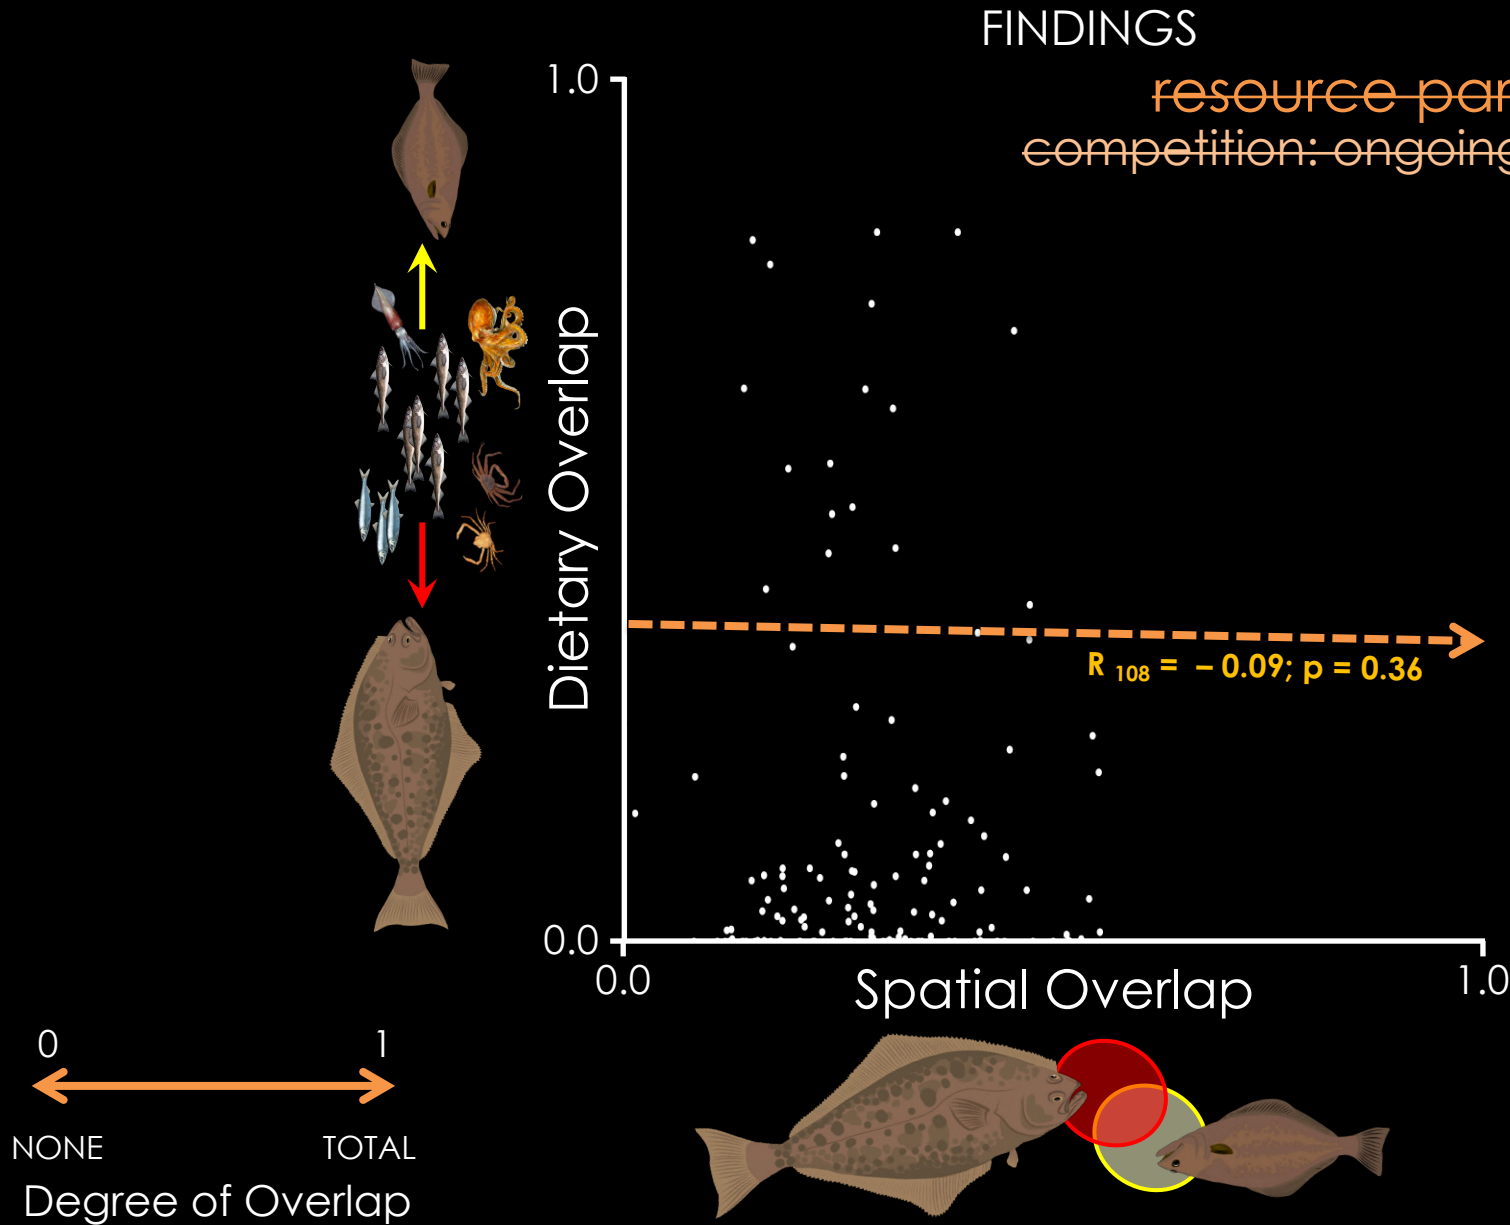 FINDINGS
resource par
competition: ongoing
1.0
Dietary Overlap
R 108 = – 0.09; p = 0.36
0.0
0.0
1.0
Spatial Overlap
0 1
NONE TOTAL
Degree of Overlap